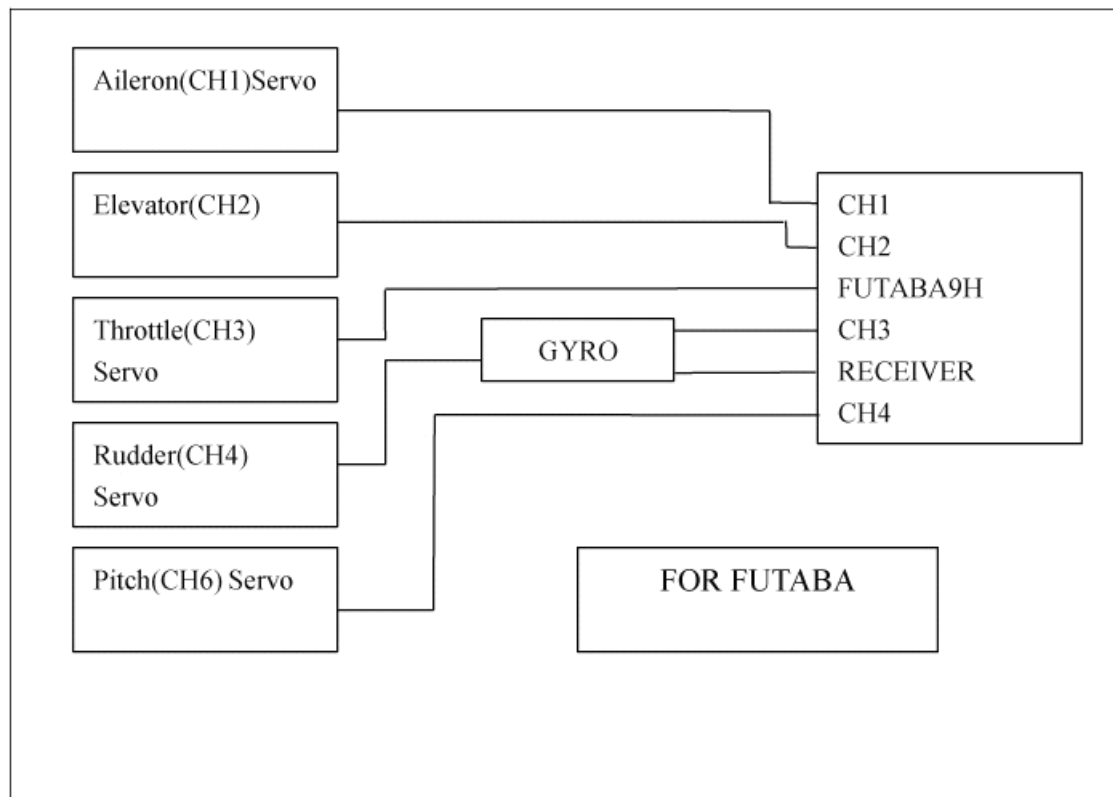 Aileron(CH1)Servo
Elevator(CH2)
Throttle(CH3)
Servo
Rudder(CH4)
Servo
Pitch(CH6) Servo
GYRO
CH1
CH2
FUTABA9H
CH3
RECEIVER
CH4
FOR FUTABA